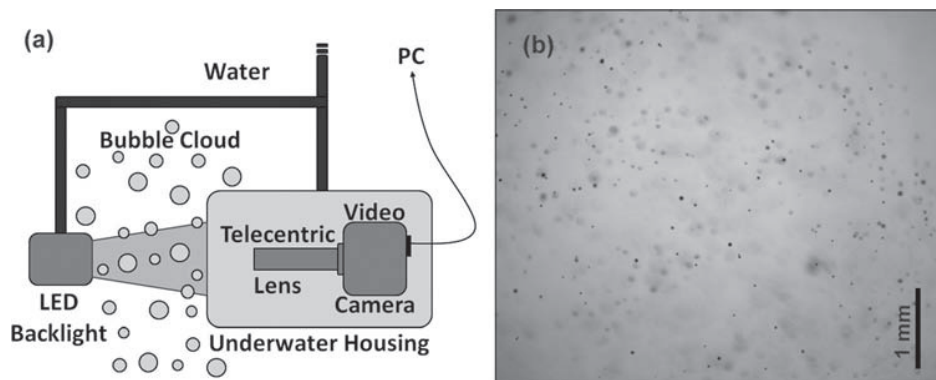 (a)
Water
PC
Bubble Cloud
Video
Telecentric
Lens
Camera
LED
Backlight
Underwater Housing
(b)
1 mm